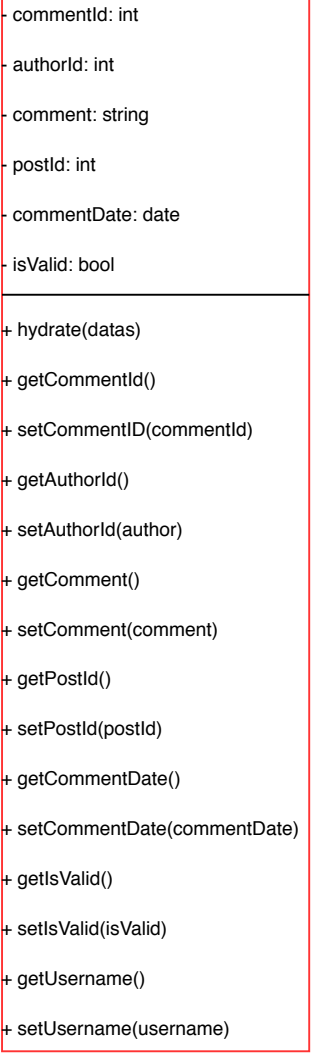 - commentId: int
- authorId: int
- comment: string
- postId: int
- commentDate: date
- isValid: bool
+ hydrate(datas)
+ getCommentId()
+ setCommentID(commentId)
+ getAuthorId()
+ setAuthorId(author)
+ getComment()
+ setComment(comment)
+ getPostId()
+ setPostId(postId)
+ getCommentDate()
+ setCommentDate(commentDate)
+ getIsValid()
+ setIsValid(isValid)
+ getUsername()
+ setUsername(username)